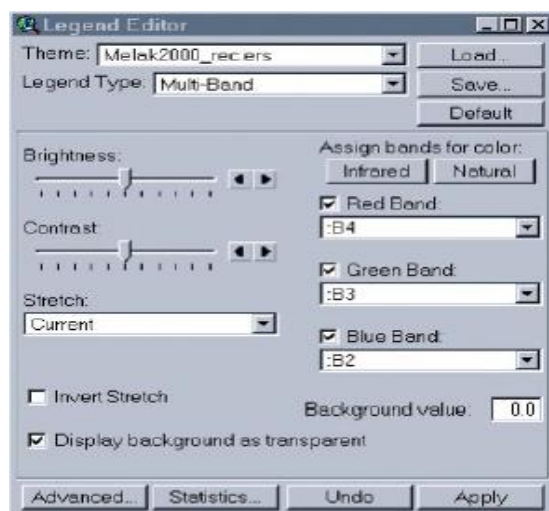 Legend Editor
Theme: Melak2000_rec.ers
Load...
Legend Type: Multi-Band
Save...
Default
Brightness:
Contrast:
Stretch:
Current
Invert Stretch
Display background as transparent
Assign bands for color:
Infrared Natural
Red Band:
:B4
Green Band:
:B3
Blue Band:
:B2
Background value: 0.0
Advanced... Statistics... Undo Apply